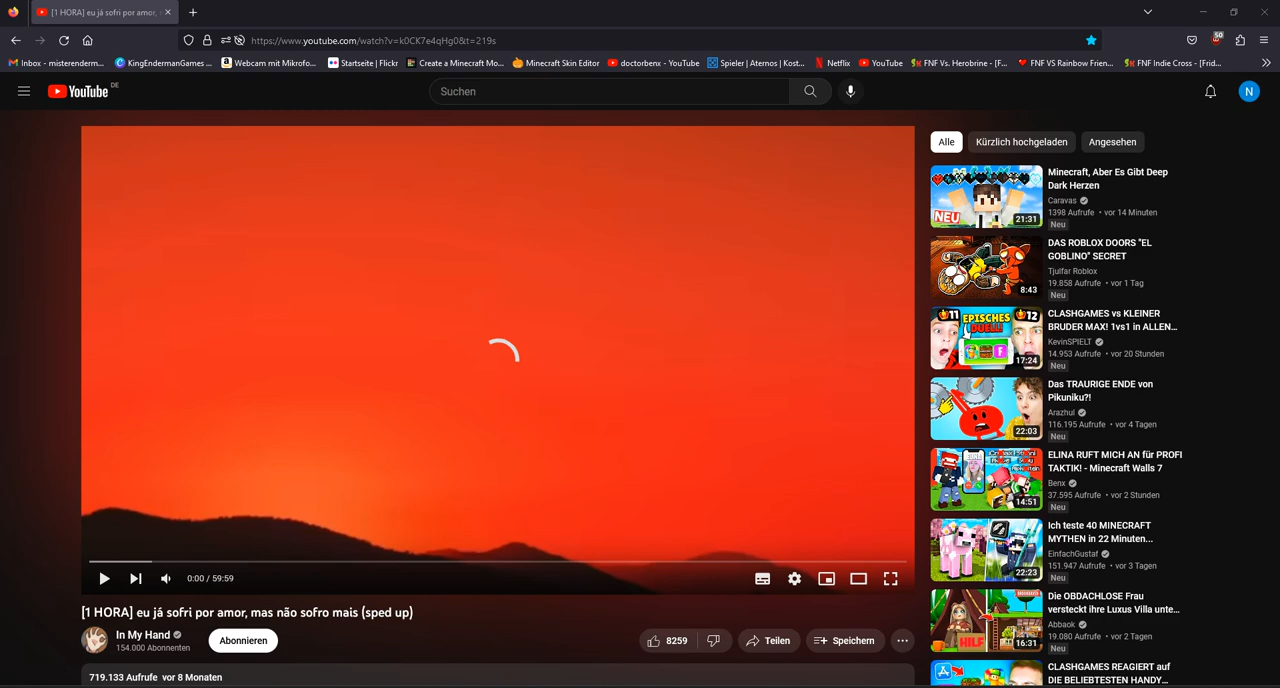 [1 HORA] eu já sofri por amor,
https://www.youtube.com/watch?v=k0CK7e4qHg0&t=219s
50
Inbox - misterenderm...
KingEndermanGames ...
Webcam mit Mikrofo...
Startseite | Flickr
Create a Minecraft Mo...
Minecraft Skin Editor
doctorbenx - YouTube
Spieler | Aternos | Kost...
Netflix
YouTube
FNF Vs. Herobrine - [F...
FNF VS Rainbow Frien...
FNF Indie Cross - [Frid...
YouTube DE
Suchen
N
Alle
Kürzlich hochgeladen
Angesehen
NEU
21:31
Minecraft, Aber Es Gibt Deep
Dark Herzen
Caravas
1398 Aufrufe • vor 14 Minuten
Neu
8:43
DAS ROBLOX DOORS "EL
GOBLINO" SECRET
Tjulfar Roblox
19.858 Aufrufe • vor 1 Tag
Neu
11
EPISCHES
DUELL!
12
F
17:24
CLASHGAMES vs KLEINER
BRUDER MAX! 1vs1 in ALLEN...
KevinSPIELT
14.953 Aufrufe • vor 20 Stunden
Neu
22:03
Das TRAURIGE ENDE von
Pikuniku?!
Arazhul
116.195 Aufrufe • vor 4 Tagen
Neu
14:51
ELINA RUFT MICH AN für PROFI
TAKTIK! - Minecraft Walls 7
Benx
37.595 Aufrufe • vor 2 Stunden
Neu
22:23
Ich teste 40 MINECRAFT
MYTHEN in 22 Minuten...
EinfachGustaf
151.947 Aufrufe • vor 3 Tagen
Neu
HILF
16:31
Die OBDACHLOSE Frau
versteckt ihre Luxus Villa unte...
Abbaok
19.080 Aufrufe • vor 2 Tagen
Neu
CLASHGAMES REAGIERT auf
DIE BELIEBTESTEN HANDY...
0:00 / 59:59
[1 HORA] eu já sofri por amor, mas não sofro mais (sped up)
In My Hand
154.000 Abonnenten
Abonnieren
8259
Teilen
Speichern
719.133 Aufrufe vor 8 Monaten